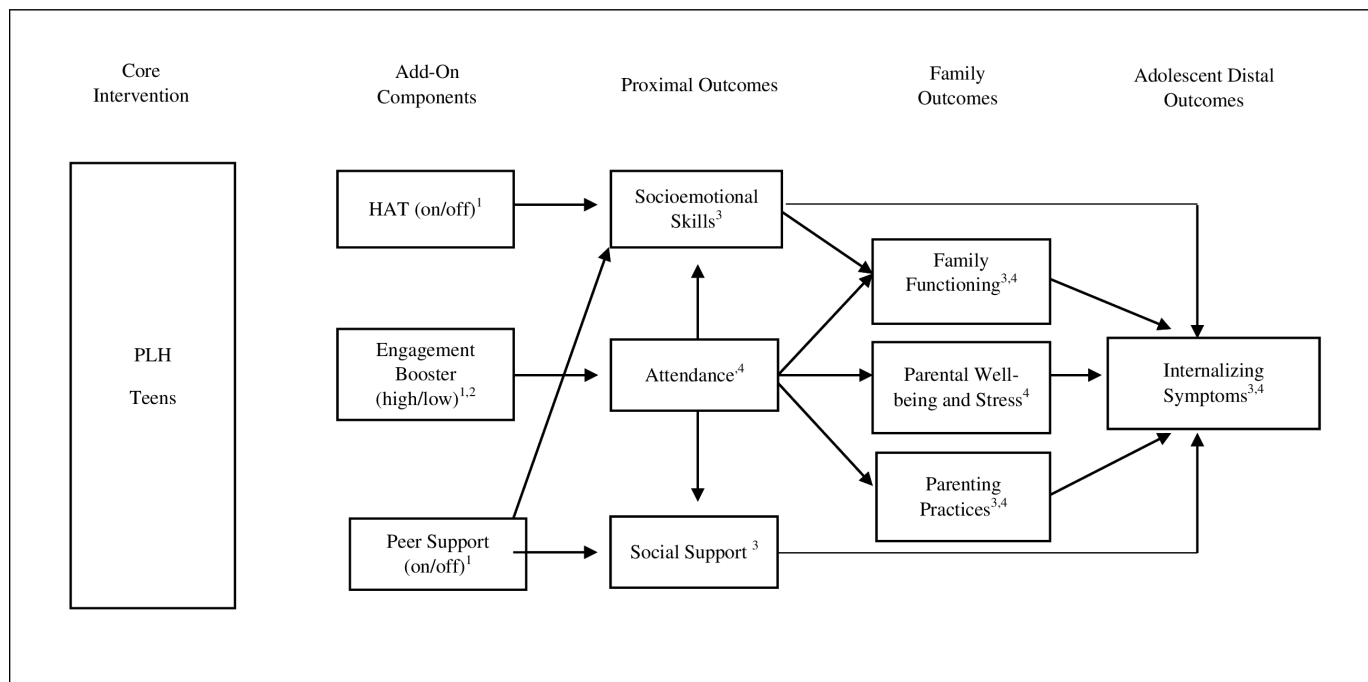 Core
Intervention
Add-On
Components
Proximal Outcomes
Family
Outcomes
Adolescent Distal
Outcomes
PLH
Teens
HAT (on/off)¹
Engagement
Booster
(high/low)¹,²
Peer Support
(on/off)¹
Socioemotional
Skills³
Attendance,⁴
Social Support ³
Family
Functioning³,⁴
Parental Well-
being and Stress⁴
Parenting
Practices³,⁴
Internalizing
Symptoms³,⁴